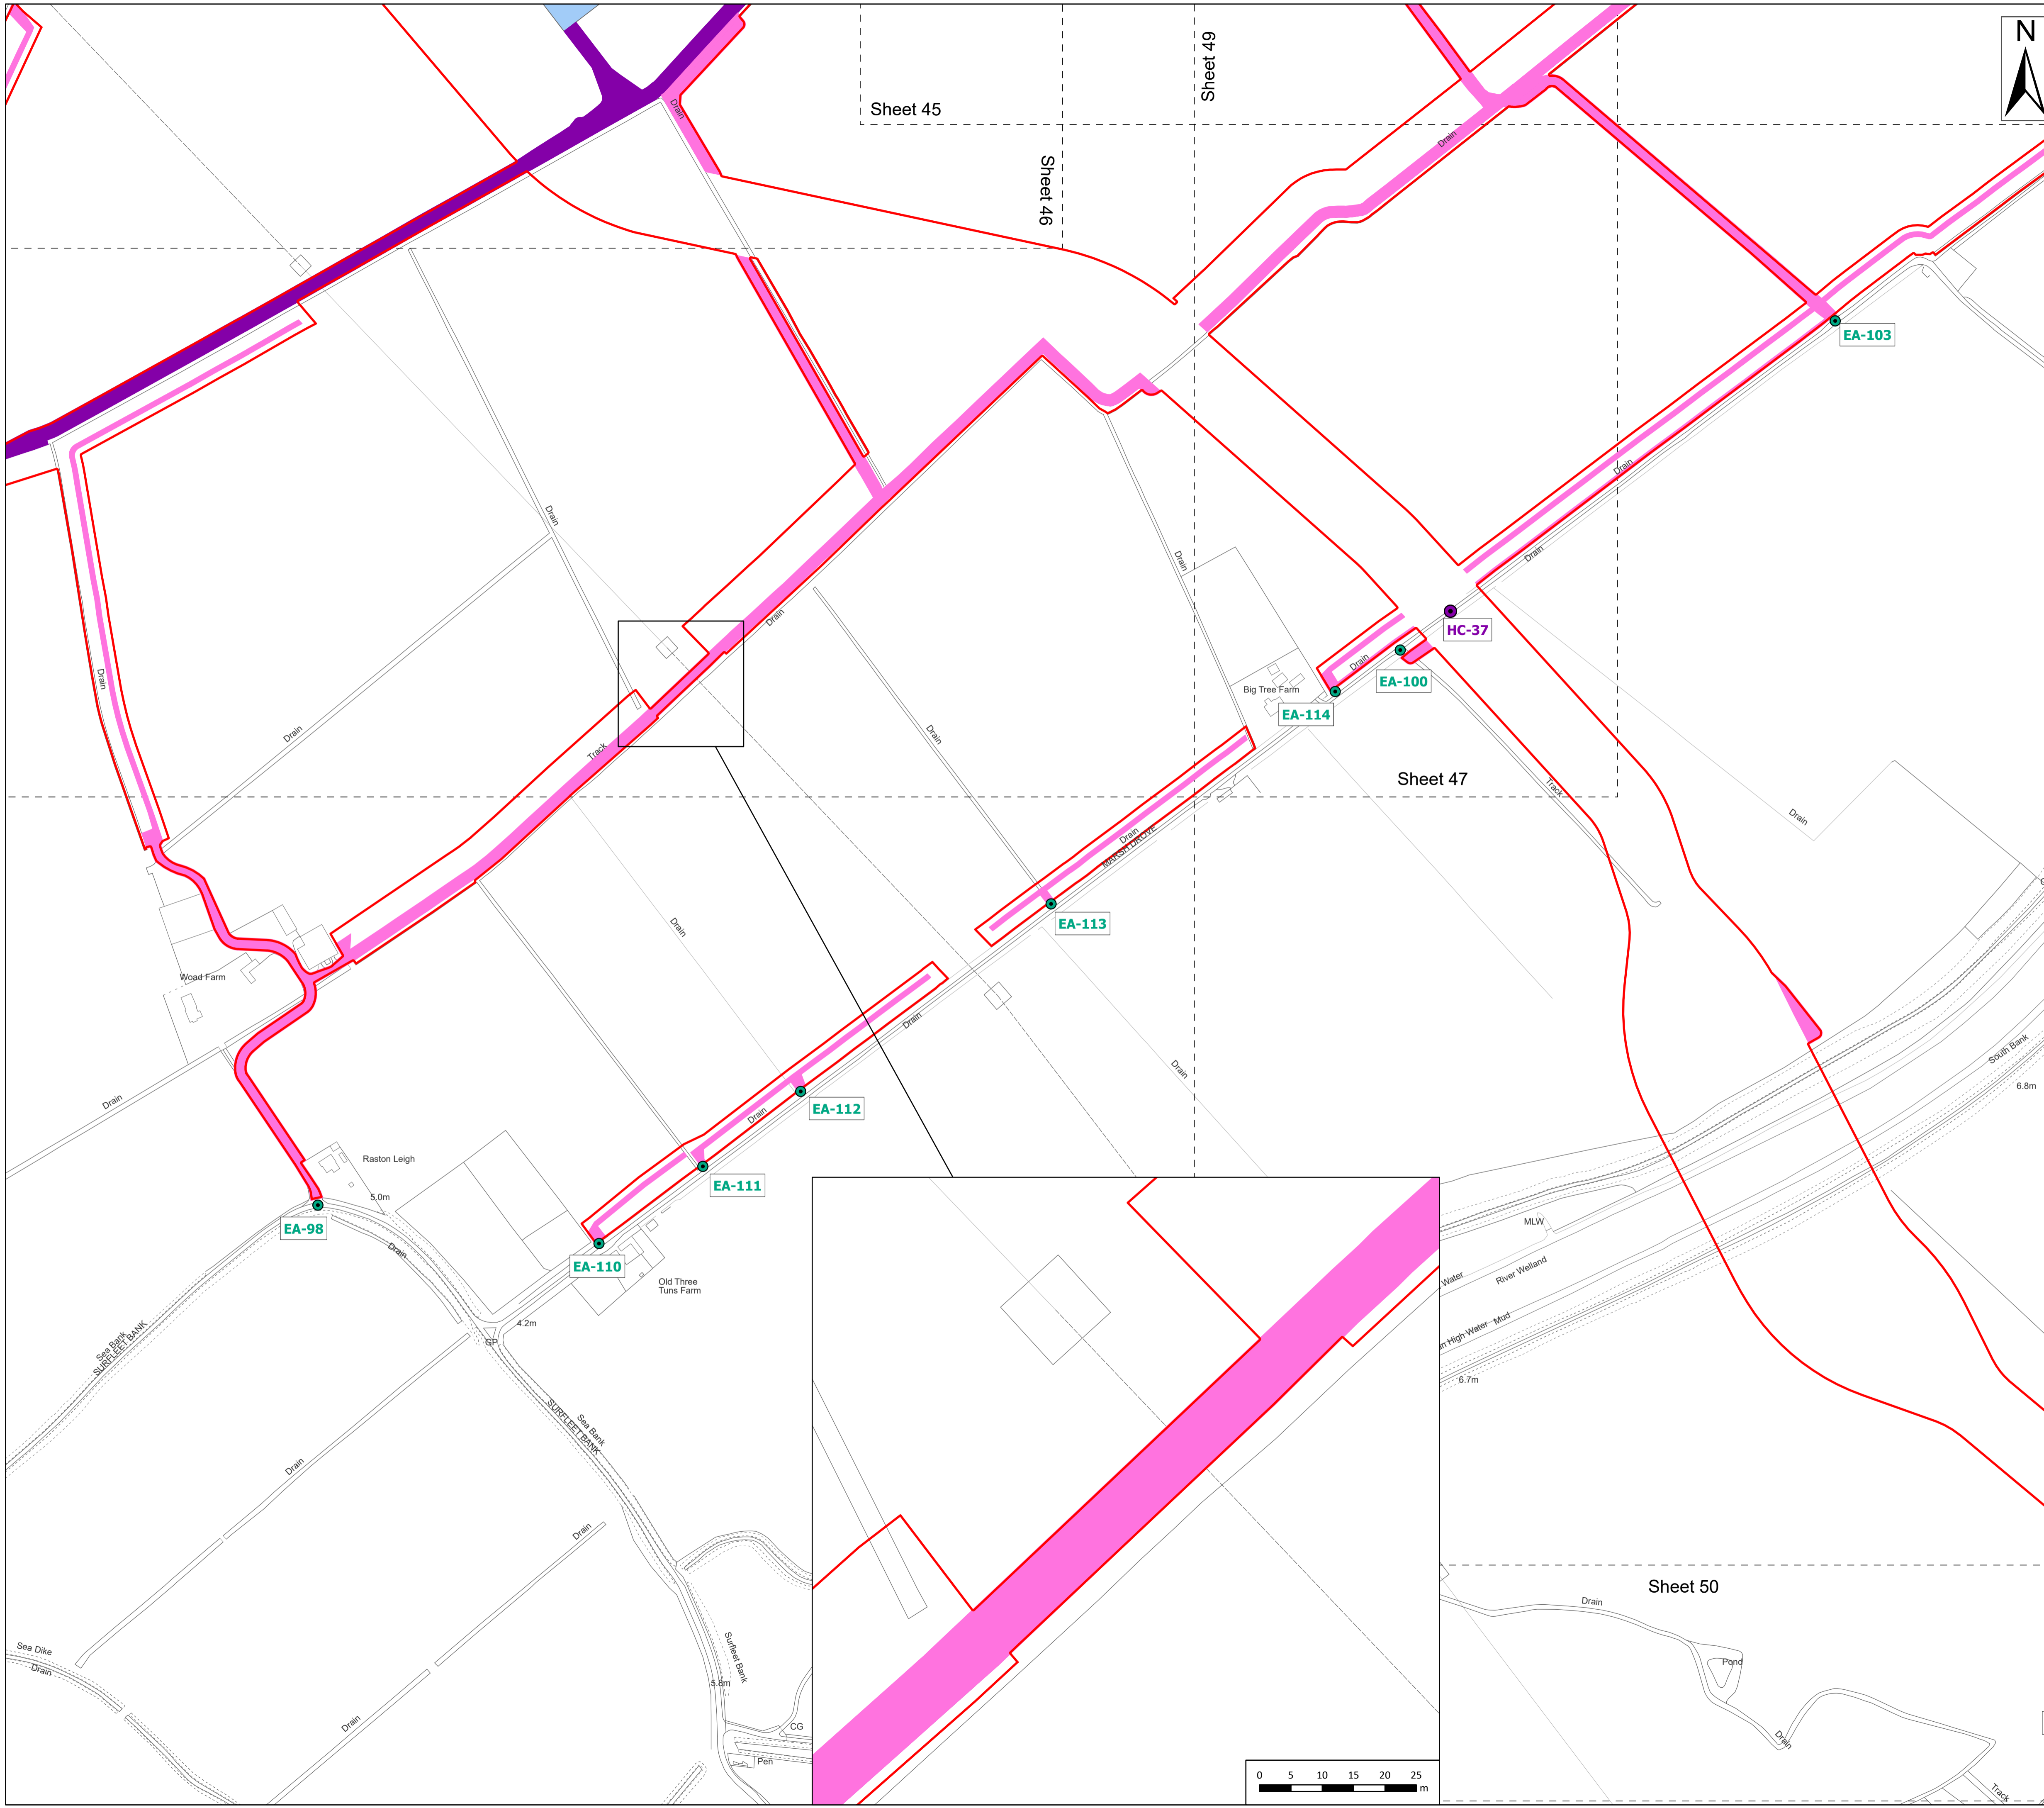 N
Sheet 49
Sheet 45
Drain
Drain
Sheet 46
EA-103
Drain
Drain
Drain
Drain
Drain
HC-37
Drain
Drain
EA-100
Drain
Big Tree Farm
EA-114
Drain
Drain
Track
Sheet 47
Track
Drain
Drain
MARSH DROVE
EA-113
Drain
Woad Farm
Drain
South Bank
Drain
6.8m
Drain
EA-112
Drain
Raston Leigh
EA-111
5.0m
EA-98
MLW
Drain
EA-110
River Welland
Water
Old Three
Tuns Farm
Mud
4.2m
High Water
GP
Sea Bank
SURFLEET BANK
6.7m
Sea Bank
SURFLEET BANK
Drain
Drain
Sheet 50
Drain
Sea Dike
Drain
Surfleet Bank
Pond
5.8m
Drain
CG
Drain
Pen
0 5 10 15 20 25
m
Track